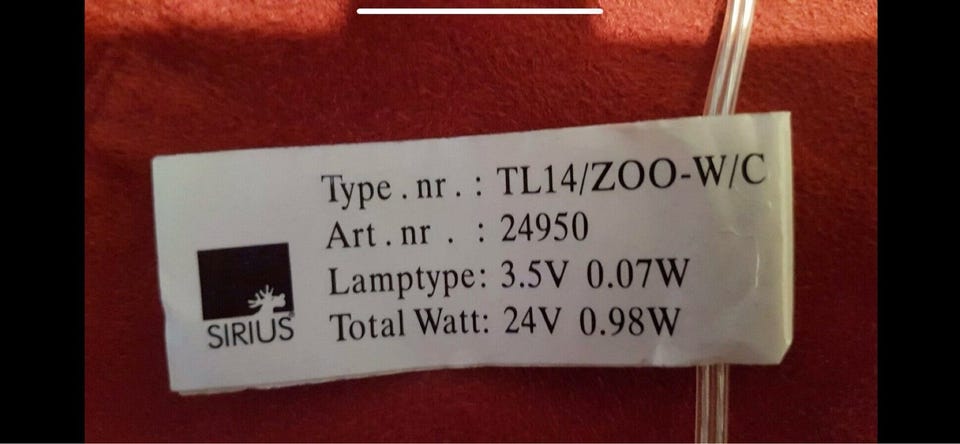 Type.nr.: TL14/ZOO-W/C
Art.nr .: 24950
Lamptype: 3.5V 0.07W
Total Watt: 24V 0.98W
SIRIUS